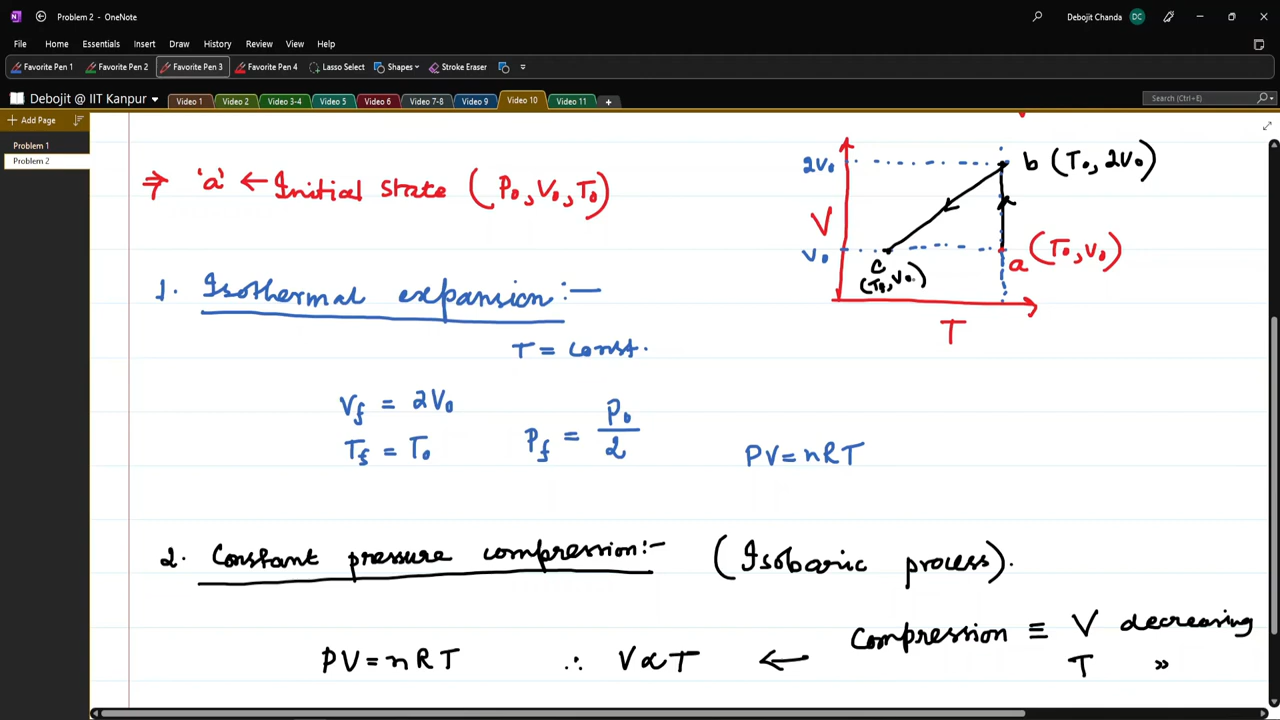 Problem 2 - OneNote
Debojit Chanda DC
File Home Essentials Insert Draw History Review View Help
Favorite Pen 1 Favorite Pen 2 Favorite Pen 3 Favorite Pen 4 Lasso Select Shapes Stroke Eraser
Debojit @ IIT Kanpur Video 1 Video 2 Video 3-4 Video 5 Video 6 Video 7-8 Video 9 Video 10 Video 11 Search (Ctrl+E)
Add Page
Problem 1
Problem 2
⇒ 'a' ← Initial state (P₀, V₀, T₀)
2V₀ b (T₀, 2V₀)
V
V₀ a (T₀, V₀)
c
T
1. Isothermal expansion :-
T = const.
V_f = 2V₀
T_f = T₀
P_f = P₀/2
PV = nRT
2. Constant pressure compression :- (Isobaric process).
Compression ≡ V decreasing
T "
PV = nRT ∴ V ∝ T ←